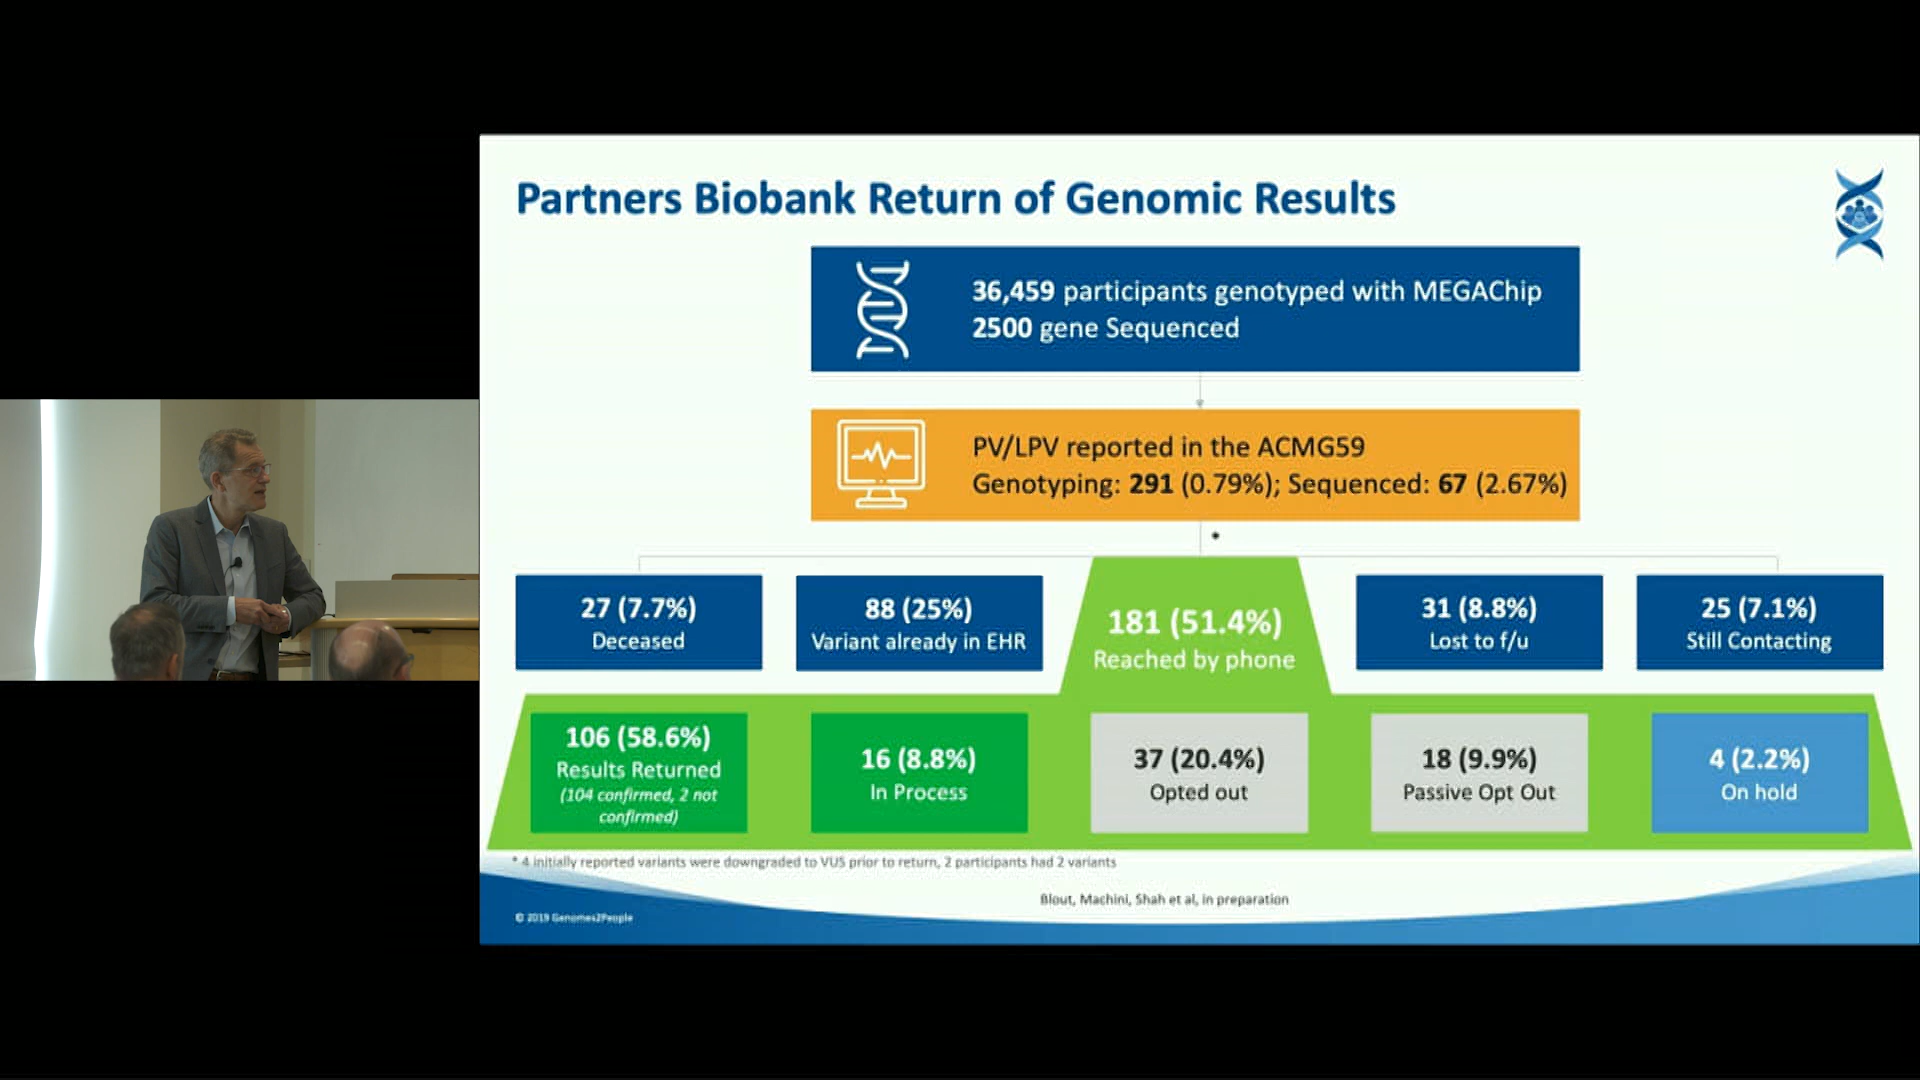 Partners Biobank Return of Genomic Results
36,459 participants genotyped with MEGAChip
2500 gene Sequenced
PV/LPV reported in the ACMG59
Genotyping: 291 (0.79%); Sequenced: 67 (2.67%)
*
27 (7.7%)
Deceased
88 (25%)
Variant already in EHR
181 (51.4%)
Reached by phone
31 (8.8%)
Lost to f/u
25 (7.1%)
Still Contacting
106 (58.6%)
Results Returned
(104 confirmed, 2 not
confirmed)
16 (8.8%)
In Process
37 (20.4%)
Opted out
18 (9.9%)
Passive Opt Out
4 (2.2%)
On hold
* 4 initially reported variants were downgraded to VUS prior to return, 2 participants had 2 variants
Blout, Machini, Shah et al, in preparation
© 2019 Genomes2People